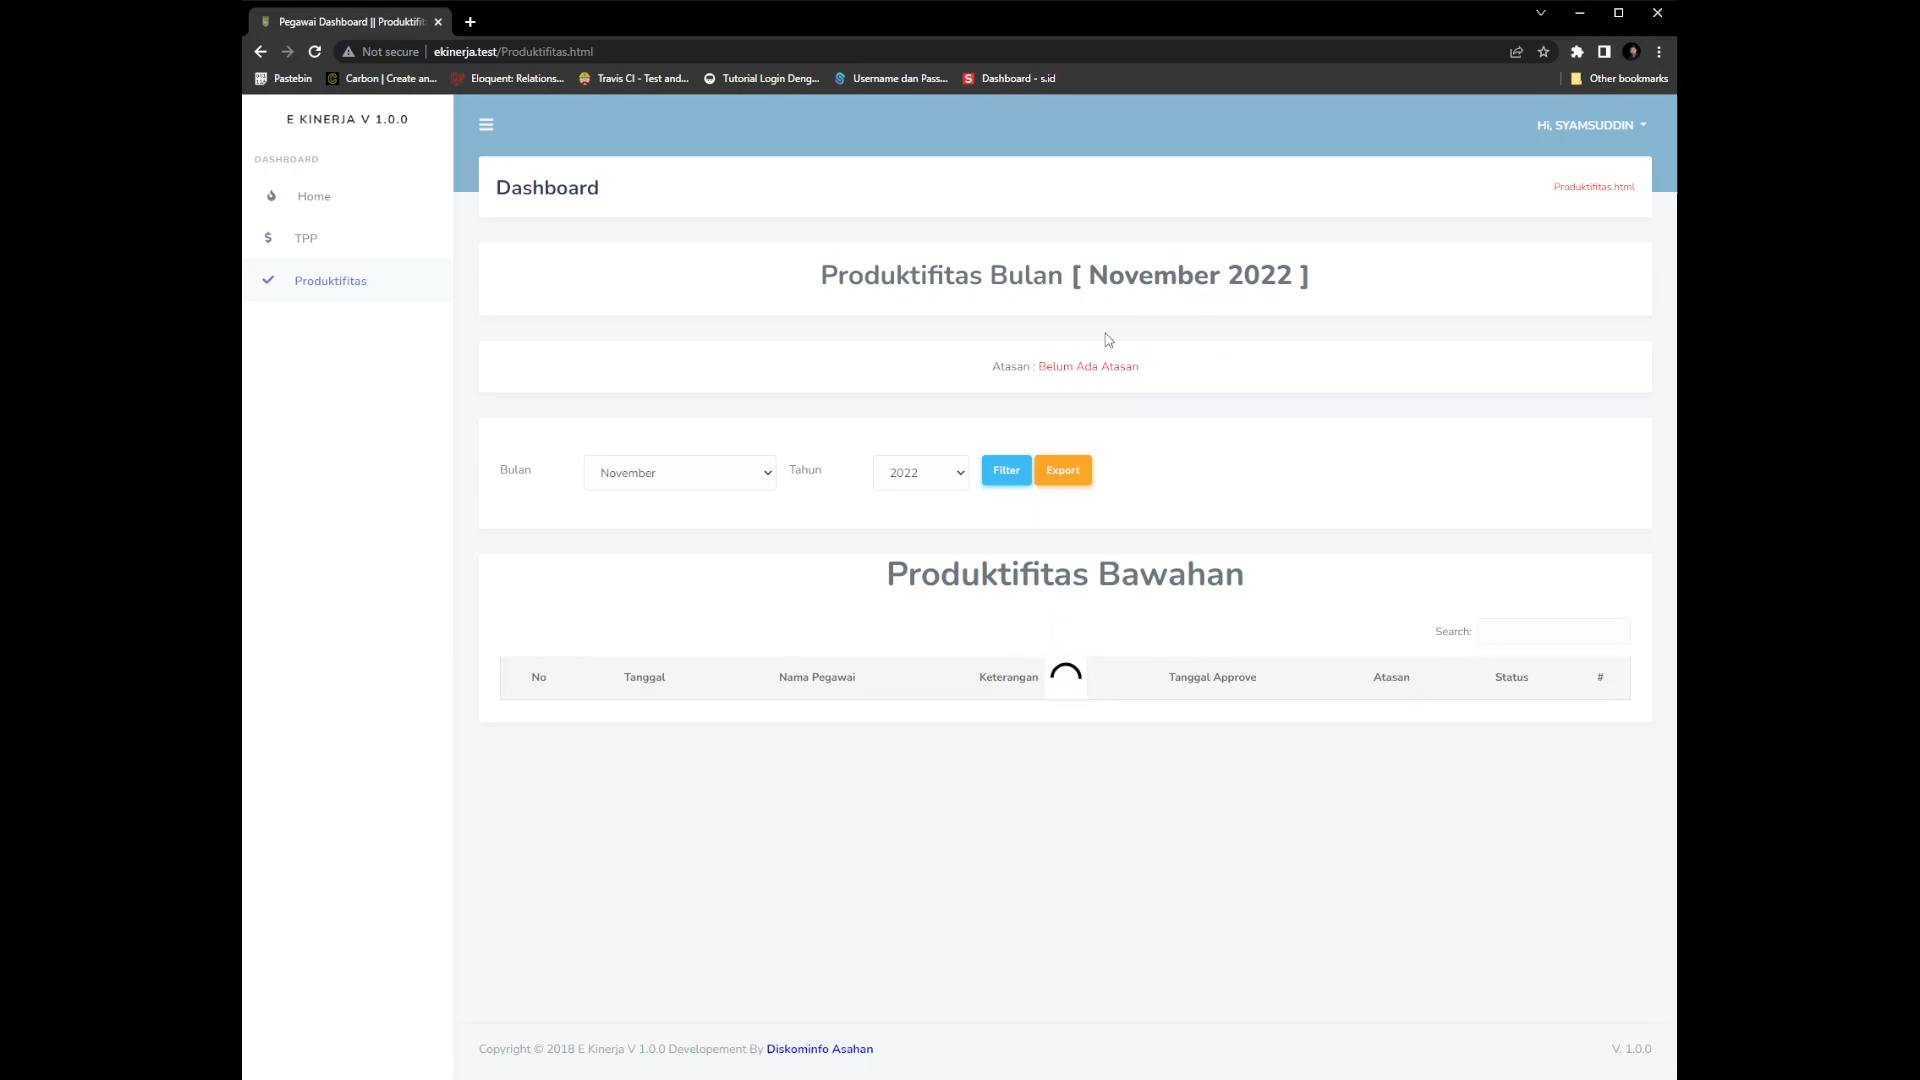 Pegawai Dashboard || Produktifit
Not secure | ekinerja.test/Produktifitas.html
Pastebin
Carbon | Create an...
Eloquent: Relations...
Travis CI - Test and...
Tutorial Login Deng...
Username dan Pass...
Dashboard - s.id
Other bookmarks
E KINERJA V 1.0.0
Hi, SYAMSUDDIN
DASHBOARD
Home
TPP
Produktifitas
Dashboard
Produktifitas.html
Produktifitas Bulan [ November 2022 ]
Atasan : Belum Ada Atasan
Bulan
November
Tahun
2022
Filter
Export
Produktifitas Bawahan
Search:
No
Tanggal
Nama Pegawai
Keterangan
Tanggal Approve
Atasan
Status
#
Copyright © 2018 E Kinerja V 1.0.0 Developement By Diskominfo Asahan
V. 1.0.0